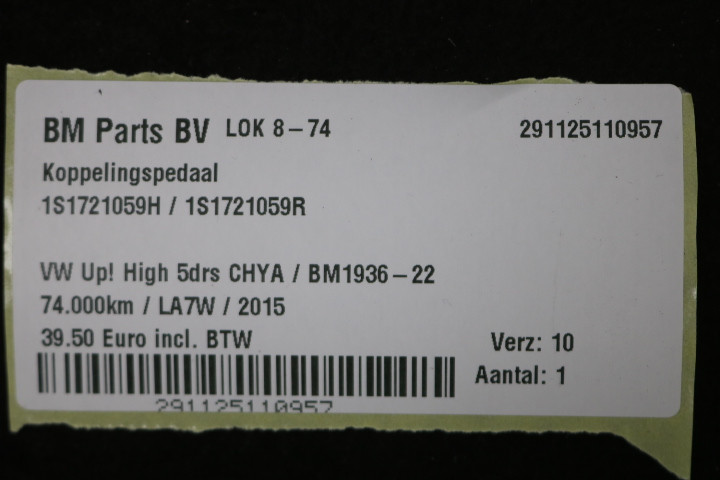 BM Parts BV LOK 8-74 291125110957
Koppelingspedaal
1S1721059H / 1S1721059R
VW Up! High 5drs CHYA / BM1936-22
74.000km / LA7W / 2015
39.50 Euro incl. BTW Verz: 10
Aantal: 1
291125110957